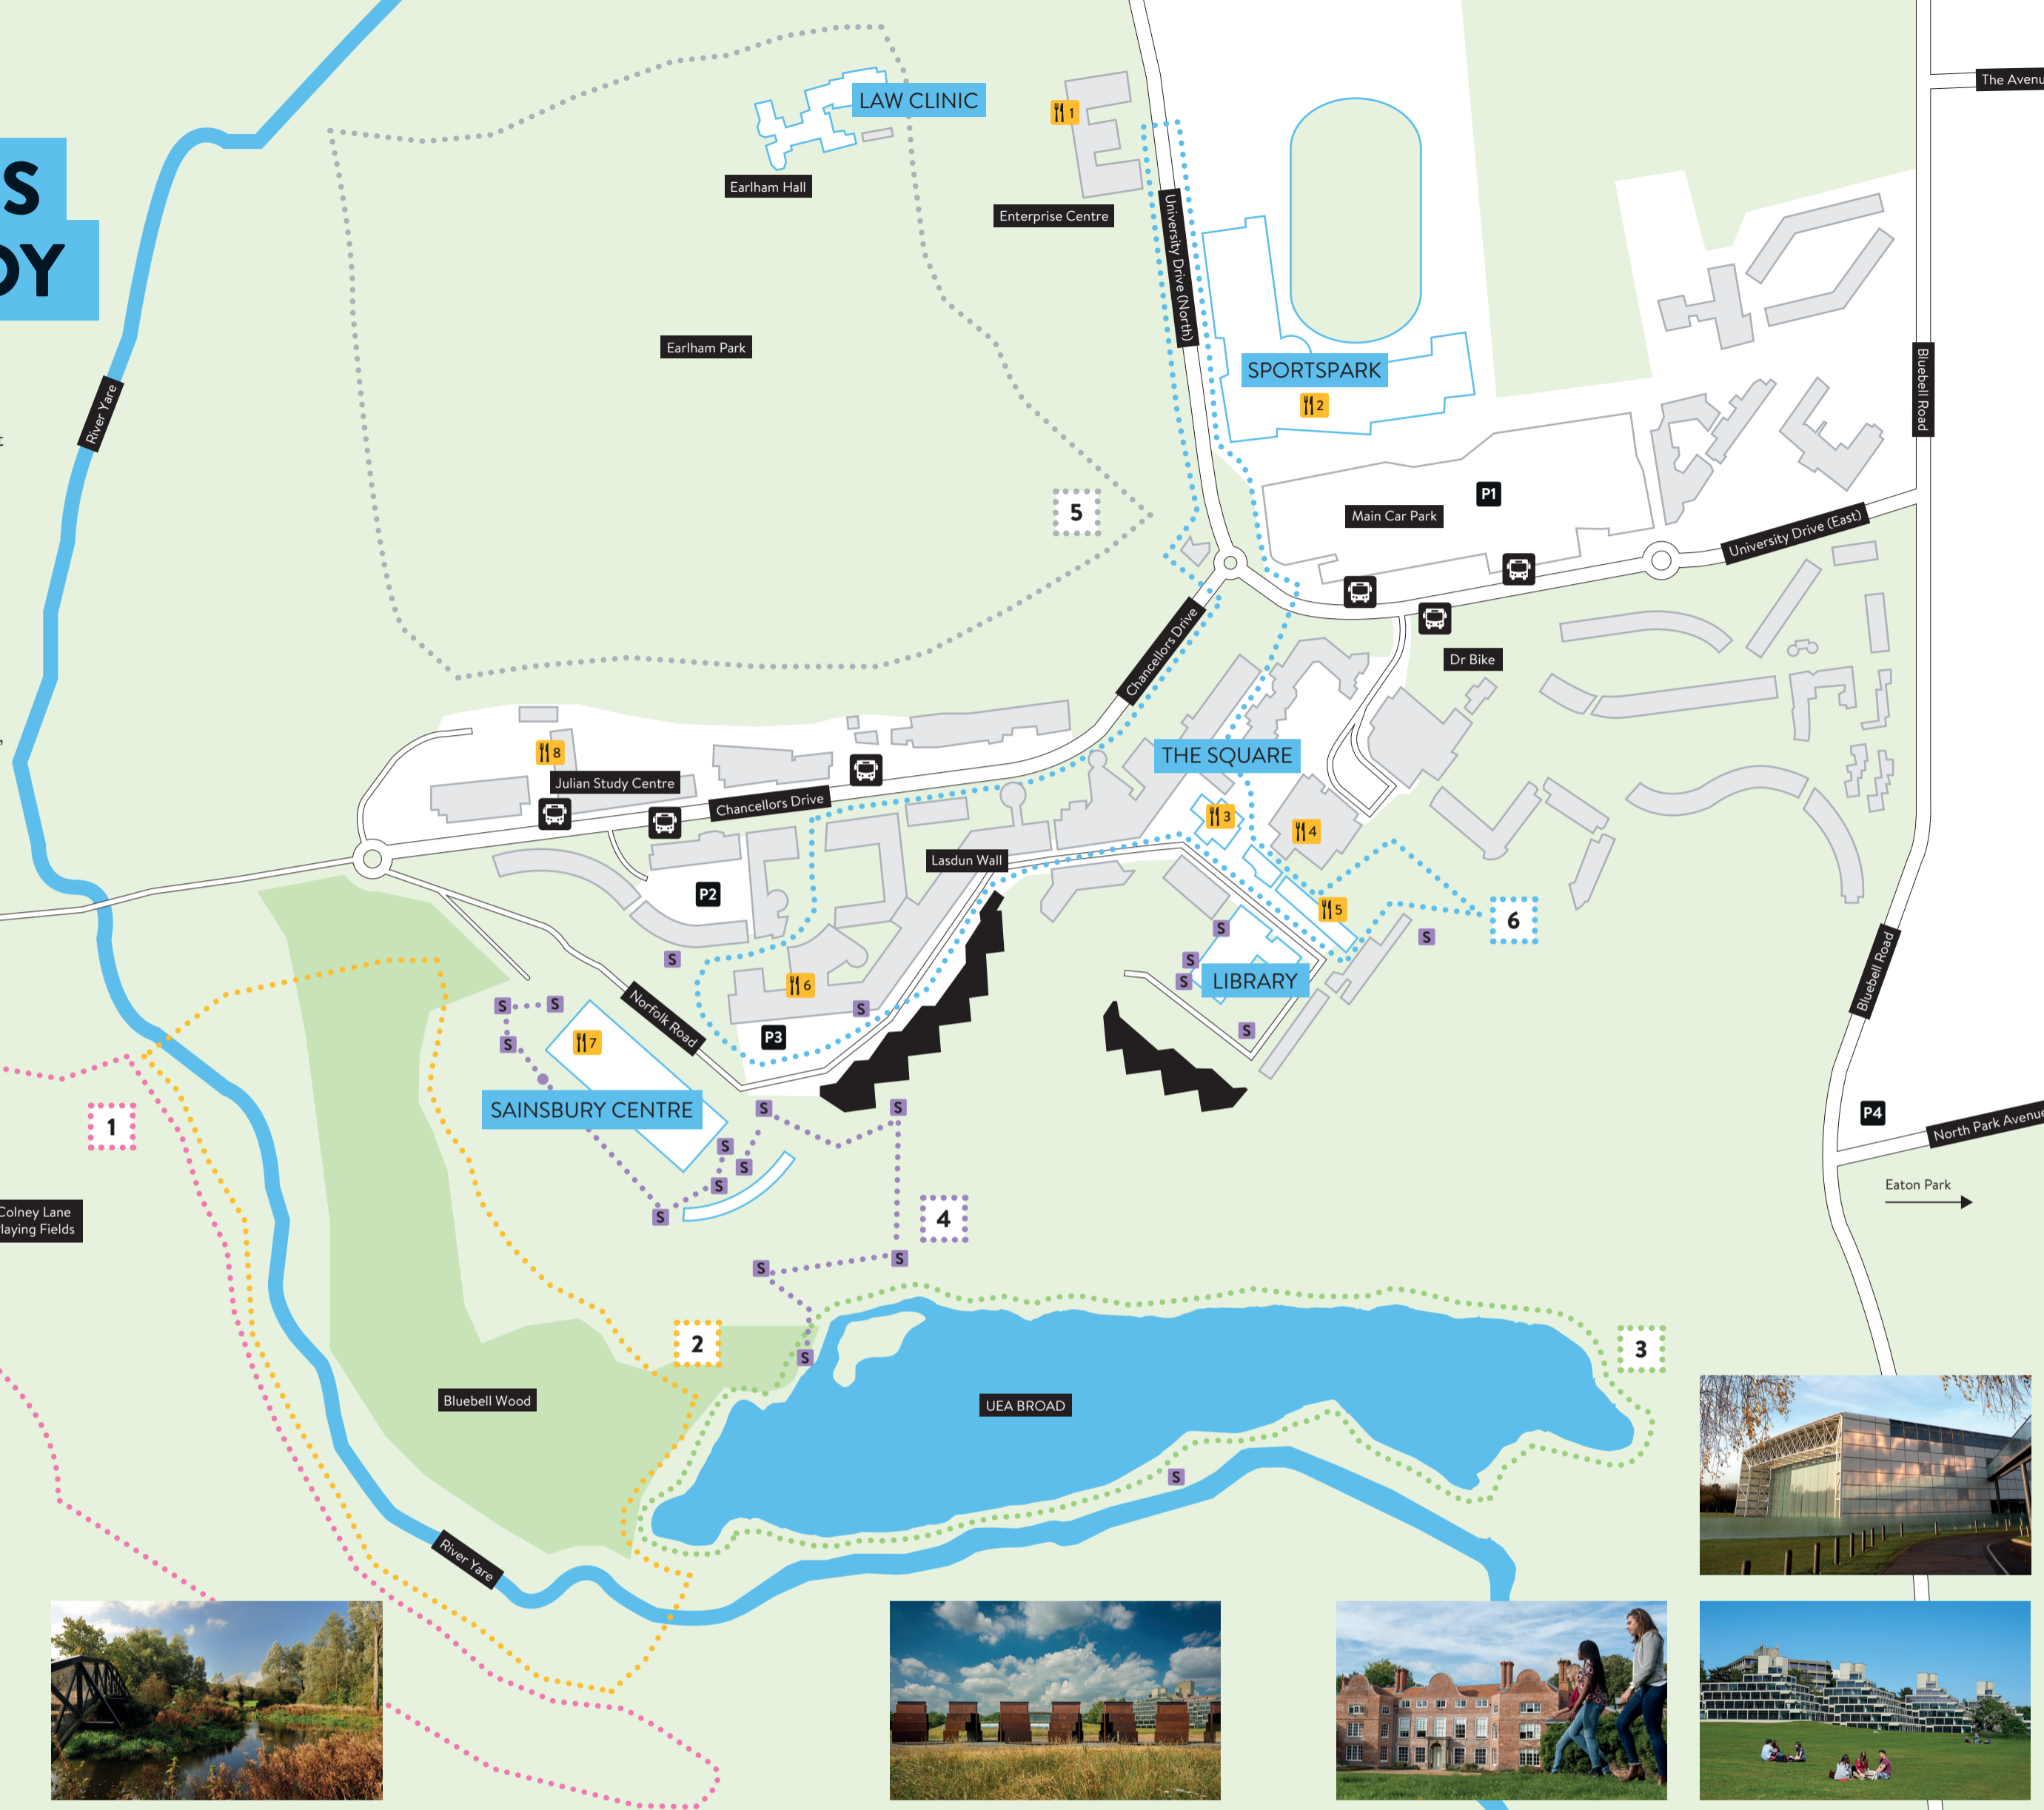 S
DY
LAW CLINIC
1
Earlham Hall
Enterprise Centre
University Drive (North)
The Avenu
Earlham Park
River Yare
SPORTSPARK
2
Bluebell Road
5
P1
Main Car Park
University Drive (East)
Chancellors Drive
Dr Bike
8
Julian Study Centre
Chancellors Drive
THE SQUARE
3
4
Lasdun Wall
P2
5
6
S
S
S
S
S
LIBRARY
6
S
S
S
Norfolk Road
7
P3
S
S
Bluebell Road
SAINSBURY CENTRE
1
S
S
S
S
S
S
P4
North Park Avenue
Eaton Park
Colney Lane
laying Fields
4
S
S
2
3
S
Bluebell Wood
UEA BROAD
S
River Yare